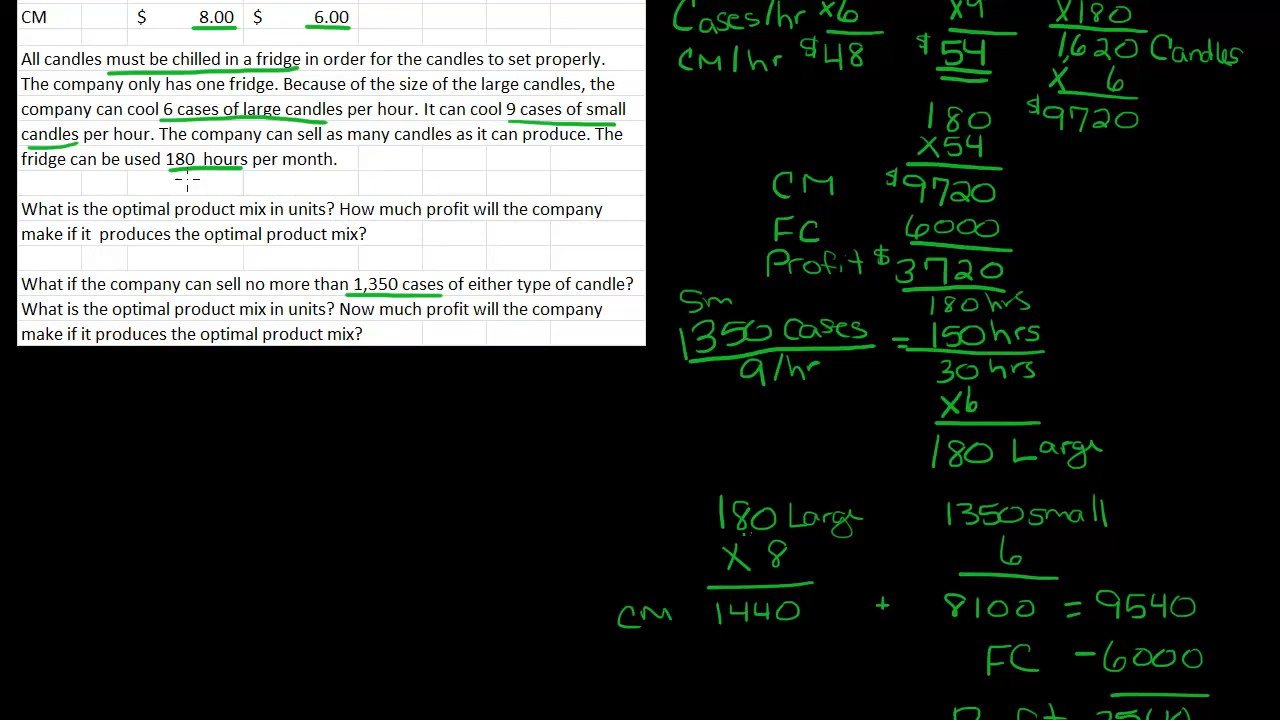 CM $ 8.00 $ 6.00
All candles must be chilled in a fridge in order for the candles to set properly.
The company only has one fridge. Because of the size of the large candles, the
company can cool 6 cases of large candles per hour. It can cool 9 cases of small
candles per hour. The company can sell as many candles as it can produce. The
fridge can be used 180 hours per month.
What is the optimal product mix in units? How much profit will the company
make if it produces the optimal product mix?
What if the company can sell no more than 1,350 cases of either type of candle?
What is the optimal product mix in units? Now much profit will the company
make if it produces the optimal product mix?
Cases/hr x6 x9 x180
CM/hr $48 $54 1,620 Candles
x 6
$9720
180
x54
CM $9720
FC 6000
Profit $3720
Sm 180 hrs
1350 Cases = 150 hrs
9/hr 30 hrs
x6
180 Large
180 Large 1350 small
x 8 6
CM 1440 + 8100 = 9540
FC -6000